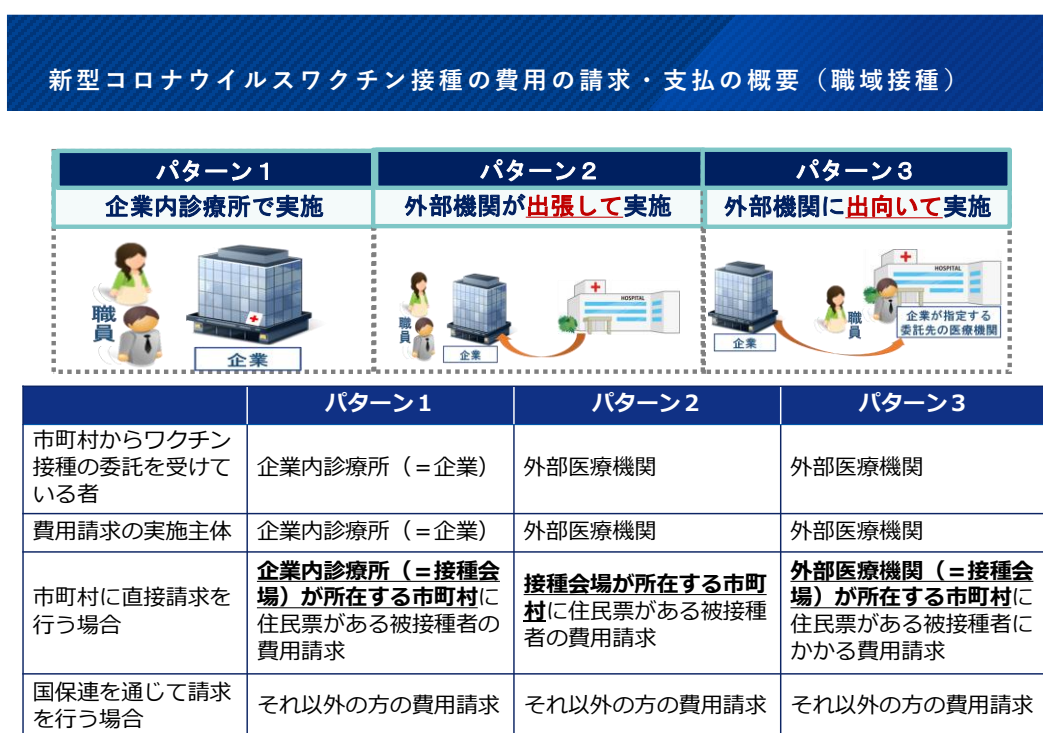 新型コロナウイルスワクチン接種の費用の請求・支払の概要（職域接種）
パターン１
パターン２
パターン３
企業内診療所で実施
外部機関が出張して実施
外部機関に出向いて実施
職員
企業
職員
企業
HOSPITAL
企業
職員
HOSPITAL
企業が指定する
委託先の医療機関
パターン１
パターン２
パターン３
市町村からワクチン
接種の委託を受けて
いる者
企業内診療所（＝企業）
外部医療機関
外部医療機関
費用請求の実施主体
企業内診療所（＝企業）
外部医療機関
外部医療機関
市町村に直接請求を
行う場合
企業内診療所（＝接種会
場）が所在する市町村に
住民票がある被接種者の
費用請求
接種会場が所在する市町
村に住民票がある被接種
者の費用請求
外部医療機関（＝接種会
場）が所在する市町村に
住民票がある被接種者に
かかる費用請求
国保連を通じて請求
を行う場合
それ以外の方の費用請求
それ以外の方の費用請求
それ以外の方の費用請求